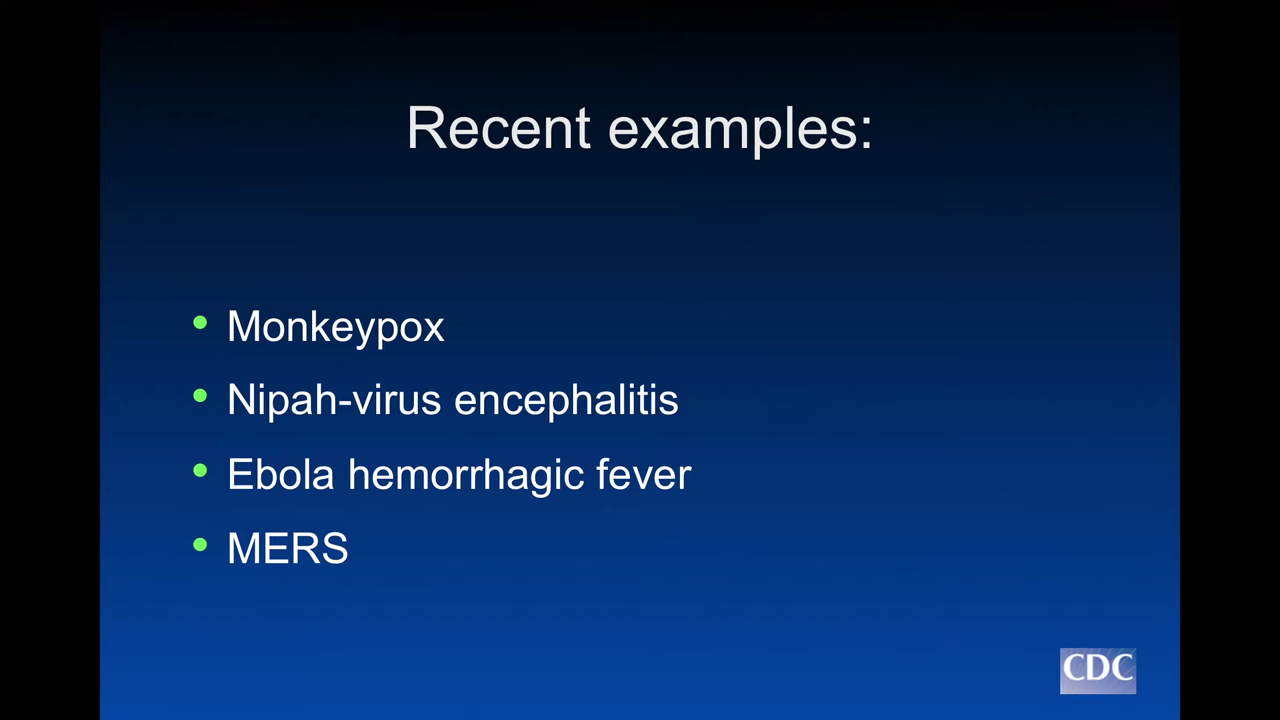 Recent examples:
• Monkeypox
• Nipah-virus encephalitis
• Ebola hemorrhagic fever
• MERS
CDC